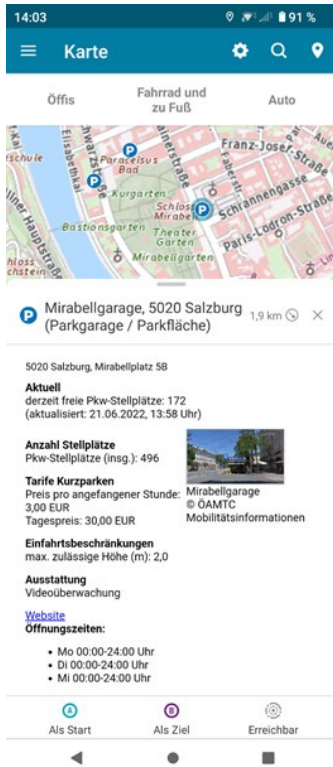 14:03
91 %
Karte
Öffis
Fahrrad und
zu Fuß
Auto
Paracelsus
Bad
Franz-Josef-Straße
Kurgarten
Schloss
Mirabell
Faberstr.
Schrannengasse
Bastionsgarten
Theater
Garten
Paris-Lodron-Straße
Mirabellgarten
P Mirabellgarage, 5020 Salzburg
(Parkgarage / Parkfläche)
1,9 km
5020 Salzburg, Mirabellplatz 5B
Aktuell
derzeit freie Pkw-Stellplätze: 172
(aktualisiert: 21.06.2022, 13:58 Uhr)
Anzahl Stellplätze
Pkw-Stellplätze (insg.): 496
Tarife Kurzparken
Preis pro angefangener Stunde:
3,00 EUR
Tagespreis: 30,00 EUR
Mirabellgarage
© ÖAMTC
Mobilitätsinformationen
Einfahrtsbeschränkungen
max. zulässige Höhe (m): 2,0
Ausstattung
Videoüberwachung
Website
Öffnungszeiten:
• Mo 00:00-24:00 Uhr
• Di 00:00-24:00 Uhr
• Mi 00:00-24:00 Uhr
A
Als Start
B
Als Ziel
Erreichbar